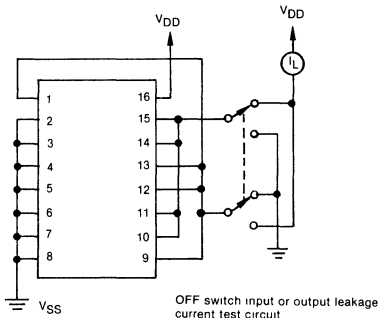 VDD
VDD
IL
1 16
2 15
3 14
4 13
5 12
6 11
7 10
8 9
VSS
OFF switch input or output leakage
current test circuit